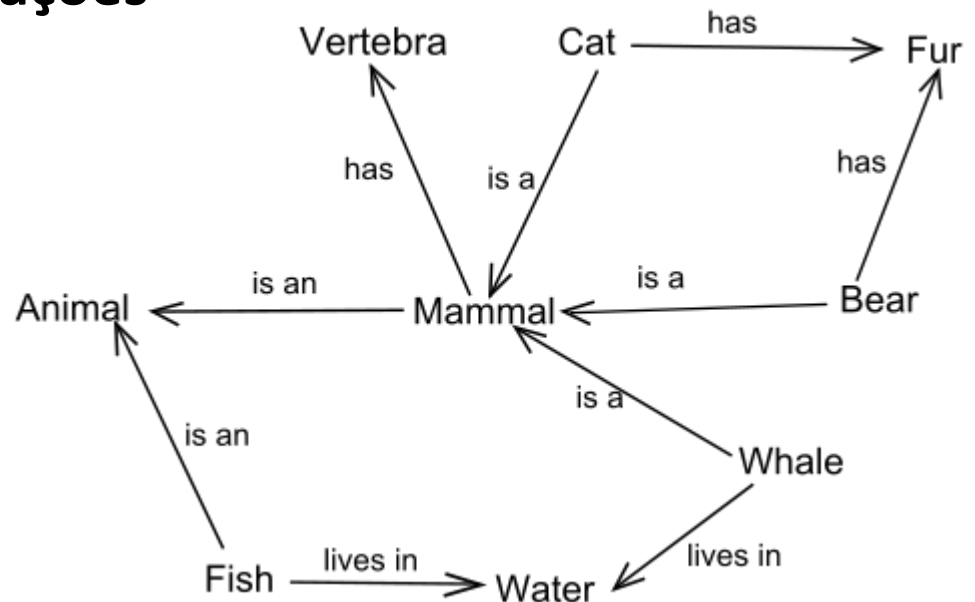 has
Vertebra
Cat
Fur
has
is a
has
is an
is a
Animal
Mammal
Bear
is a
is an
Whale
lives in
lives in
Fish
Water